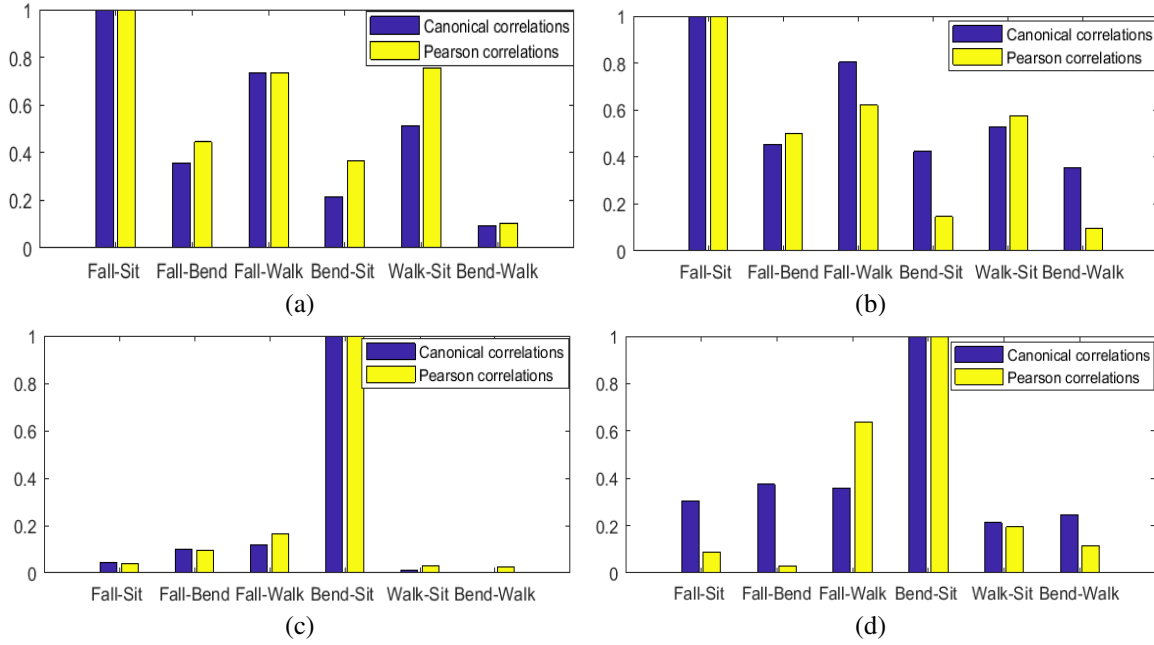 1
0.8
0.6
0.4
0.2
0
Canonical correlations
Pearson correlations
Fall-Sit Fall-Bend Fall-Walk Bend-Sit Walk-Sit Bend-Walk
(a)
1
0.8
0.6
0.4
0.2
0
Canonical correlations
Pearson correlations
Fall-Sit Fall-Bend Fall-Walk Bend-Sit Walk-Sit Bend-Walk
(b)
1
0.8
0.6
0.4
0.2
0
Canonical correlations
Pearson correlations
Fall-Sit Fall-Bend Fall-Walk Bend-Sit Walk-Sit Bend-Walk
(c)
1
0.8
0.6
0.4
0.2
0
Canonical correlations
Pearson correlations
Fall-Sit Fall-Bend Fall-Walk Bend-Sit Walk-Sit Bend-Walk
(d)